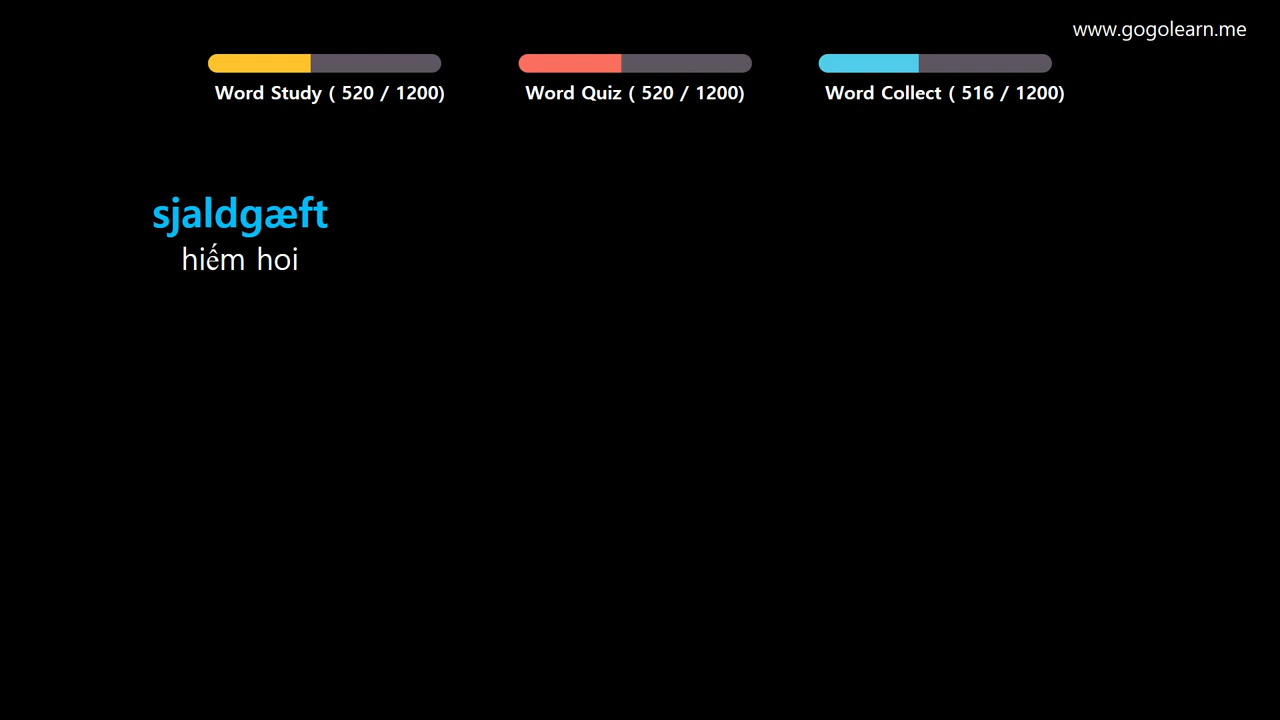 www.gogolearn.me
Word Study ( 520 / 1200)
Word Quiz ( 520 / 1200)
Word Collect ( 516 / 1200)
sjaldgæft
hiếm hoi